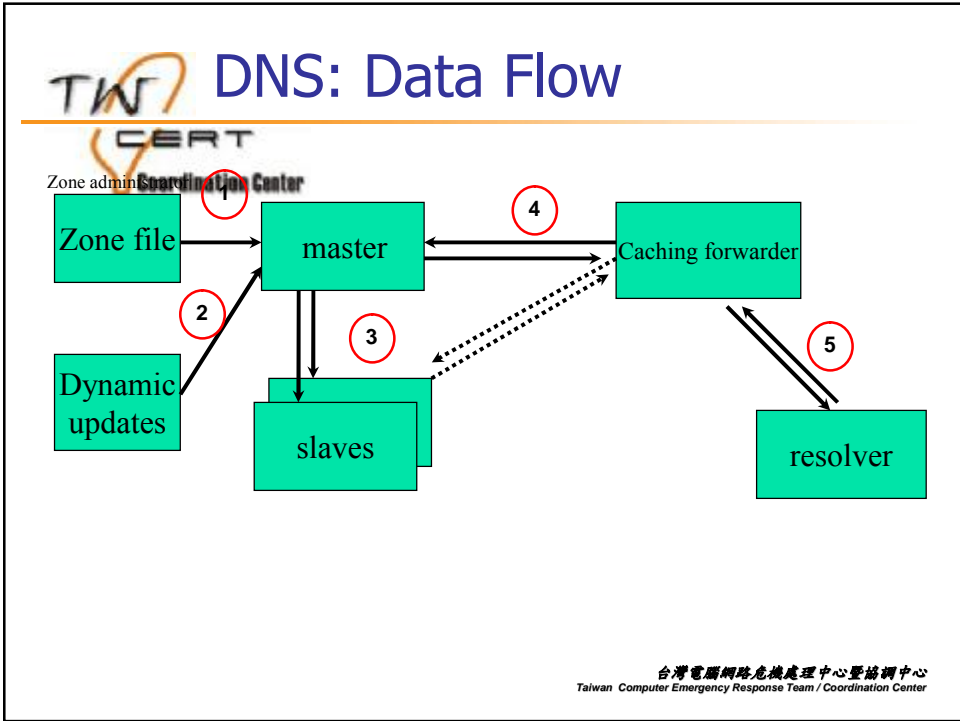 DNS: Data Flow
TW
CERT
Coordination Center
Zone administrator
1
4
Zone file
master
Caching forwarder
2
3
5
Dynamic
updates
slaves
resolver
台灣電腦網路危機處理中心暨協調中心
Taiwan Computer Emergency Response Team / Coordination Center